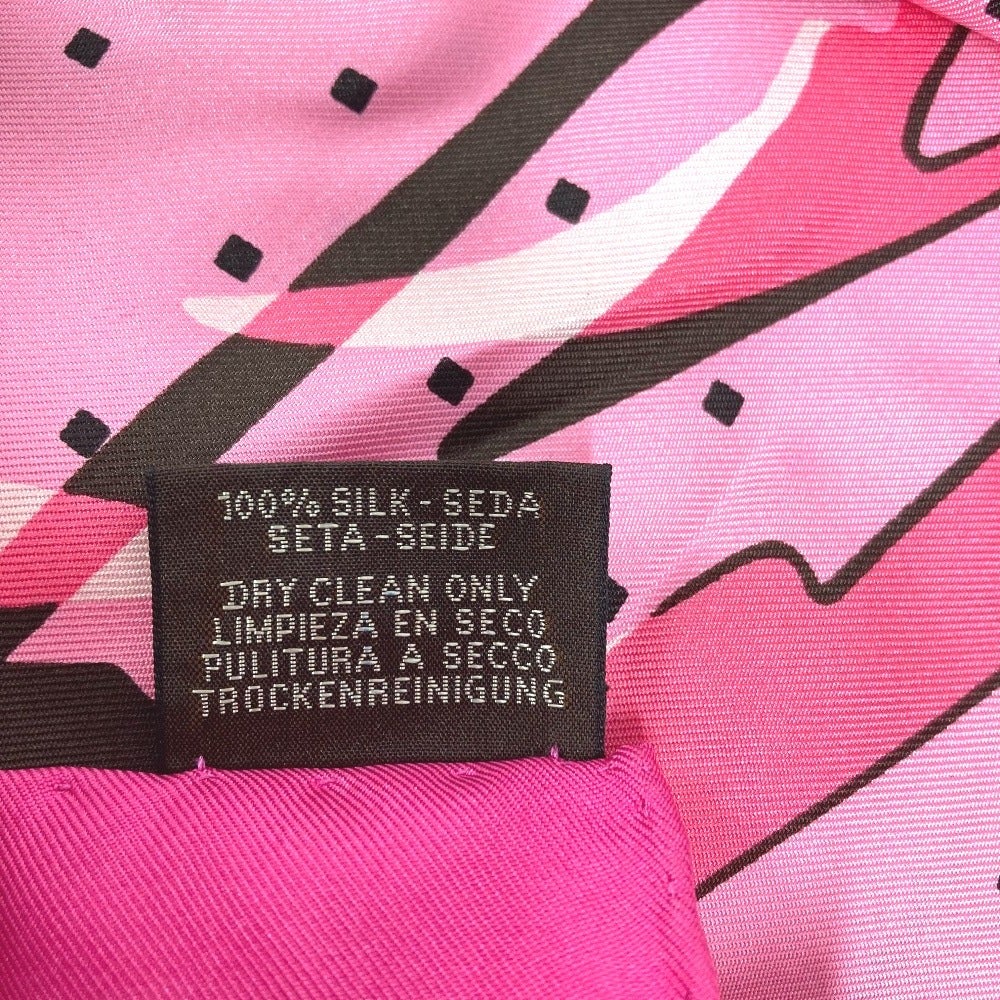 100% SILK - SEDA
SETA - SEIDE
DRY CLEAN ONLY
LIMPIEZA EN SECO
PULITURA A SECCO
TROCKENREINIGUNG